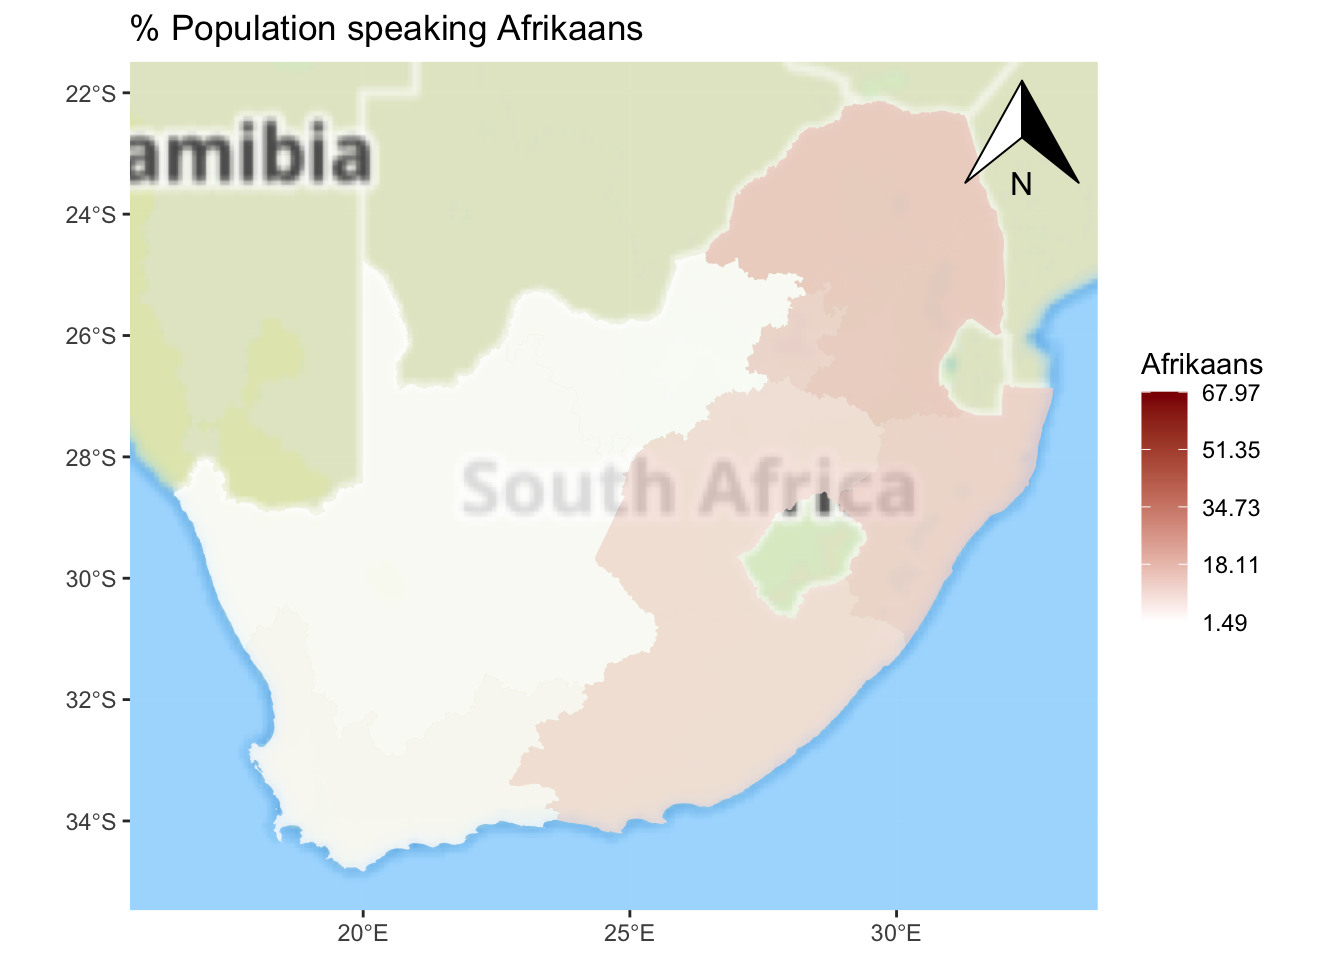 % Population speaking Afrikaans
22°S
24°S
26°S
28°S
30°S
32°S
34°S
amibia
N
South Africa
20°E
25°E
30°E
Afrikaans
67.97
51.35
34.73
18.11
1.49